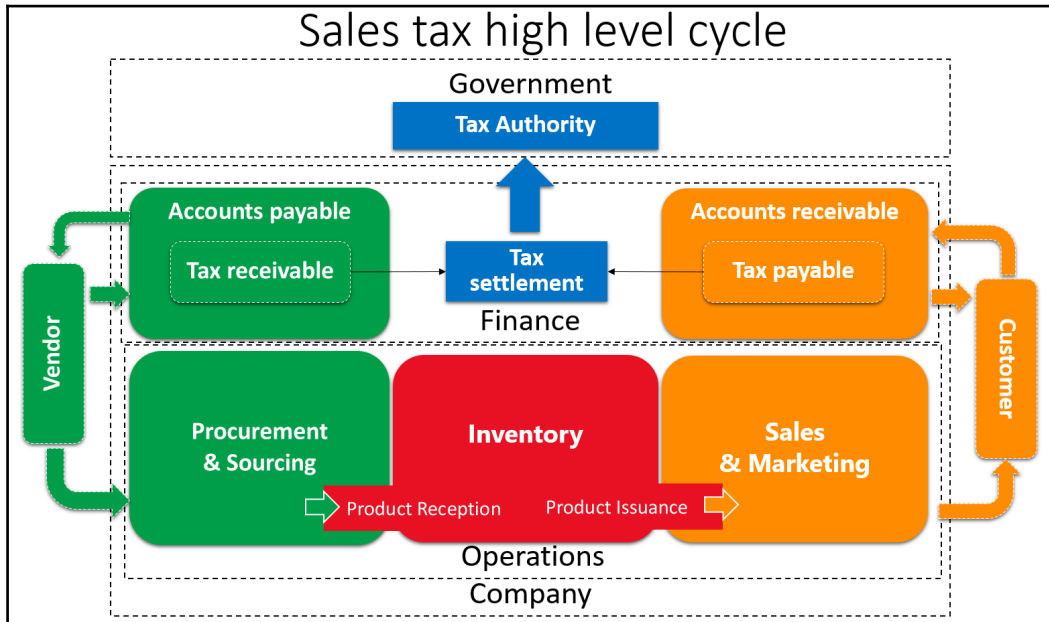 Sales tax high level cycle
Government
Tax Authority
Accounts payable
Tax receivable
Tax
settlement
Accounts receivable
Tax payable
Finance
Vendor
Customer
Procurement
& Sourcing
Inventory
Sales
& Marketing
Product Reception
Product Issuance
Operations
Company